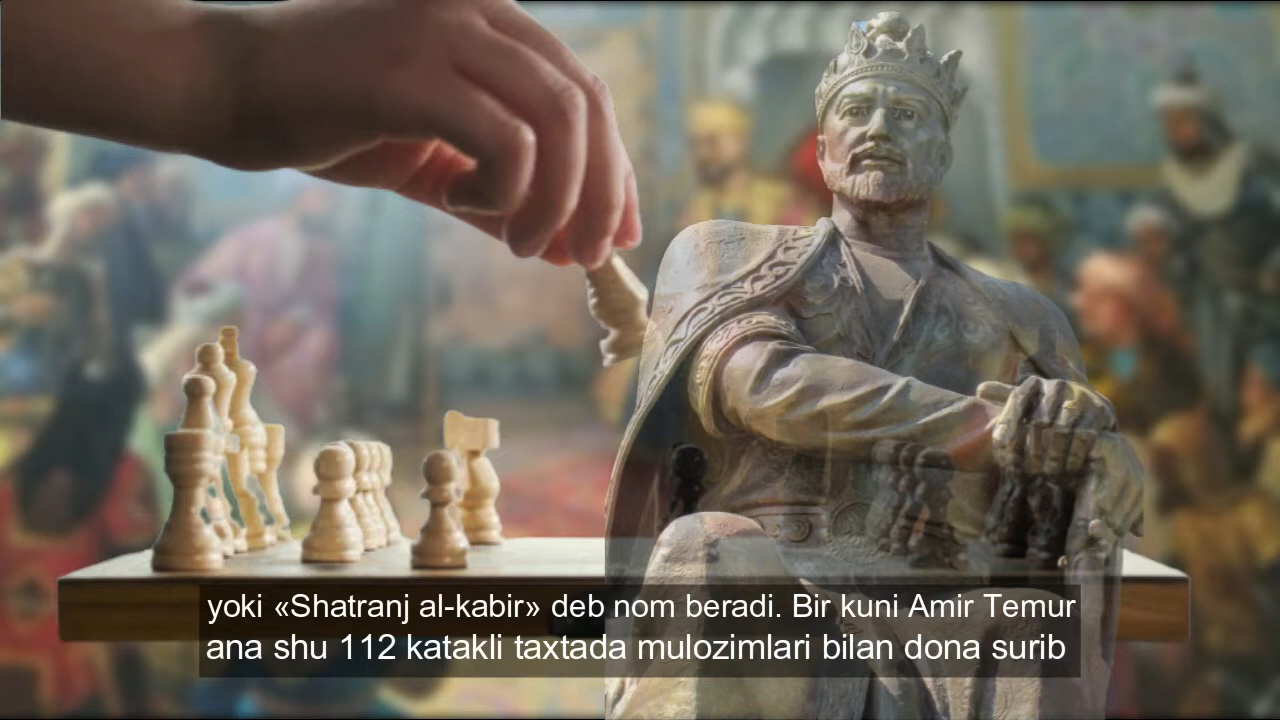 yoki «Shatranj al-kabir» deb nom beradi. Bir kuni Amir Temur
ana shu 112 katakli taxtada mulozimlari bilan dona surib